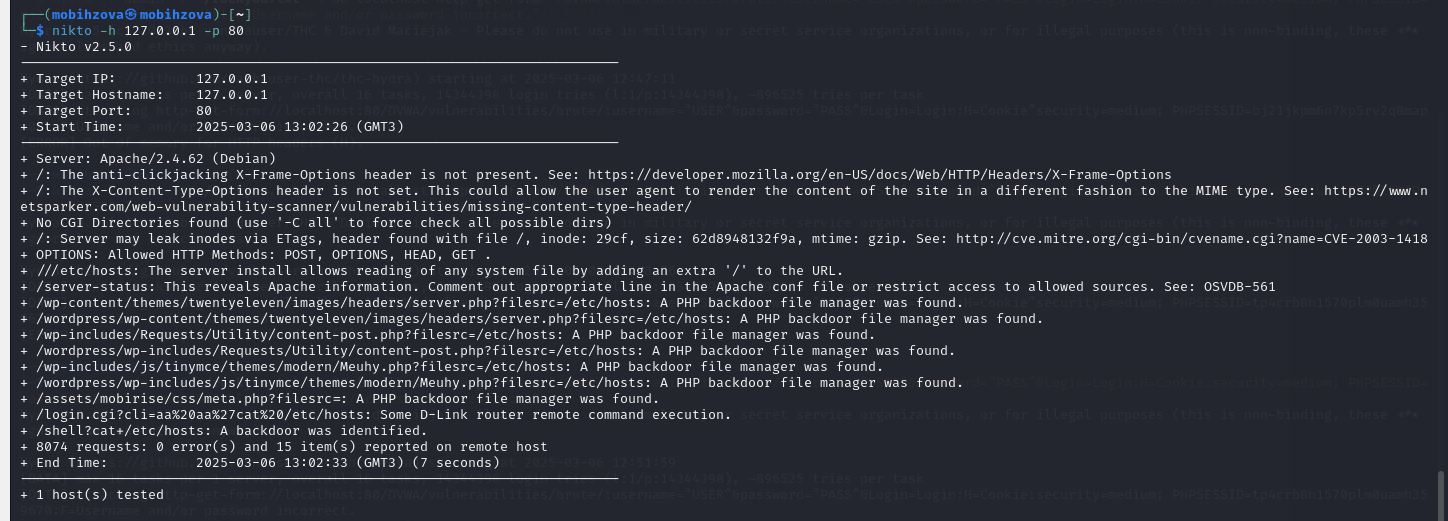 ┌──(mobihzova㉿mobihzova)-[~]
└─$ nikto -h 127.0.0.1 -p 80
- Nikto v2.5.0
---------------------------------------------------------------------------
+ Target IP:          127.0.0.1
+ Target Hostname:    127.0.0.1
+ Target Port:        80
+ Start Time:         2025-03-06 13:02:26 (GMT3)
---------------------------------------------------------------------------
+ Server: Apache/2.4.62 (Debian)
+ /: The anti-clickjacking X-Frame-Options header is not present. See: https://developer.mozilla.org/en-US/docs/Web/HTTP/Headers/X-Frame-Options
+ /: The X-Content-Type-Options header is not set. This could allow the user agent to render the content of the site in a different fashion to the MIME type. See: https://www.n
etsparker.com/web-vulnerability-scanner/vulnerabilities/missing-content-type-header/
+ No CGI Directories found (use '-C all' to force check all possible dirs)
+ /: Server may leak inodes via ETags, header found with file /, inode: 29cf, size: 62d8948132f9a, mtime: gzip. See: http://cve.mitre.org/cgi-bin/cvename.cgi?name=CVE-2003-1418
+ OPTIONS: Allowed HTTP Methods: POST, OPTIONS, HEAD, GET .
+ ///etc/hosts: The server install allows reading of any system file by adding an extra '/' to the URL.
+ /server-status: This reveals Apache information. Comment out appropriate line in the Apache conf file or restrict access to allowed sources. See: OSVDB-561
+ /wp-content/themes/twentyeleven/images/headers/server.php?filesrc=/etc/hosts: A PHP backdoor file manager was found.
+ /wordpress/wp-content/themes/twentyeleven/images/headers/server.php?filesrc=/etc/hosts: A PHP backdoor file manager was found.
+ /wp-includes/Requests/Utility/content-post.php?filesrc=/etc/hosts: A PHP backdoor file manager was found.
+ /wordpress/wp-includes/Requests/Utility/content-post.php?filesrc=/etc/hosts: A PHP backdoor file manager was found.
+ /wp-includes/js/tinymce/themes/modern/Meuhy.php?filesrc=/etc/hosts: A PHP backdoor file manager was found.
+ /wordpress/wp-includes/js/tinymce/themes/modern/Meuhy.php?filesrc=/etc/hosts: A PHP backdoor file manager was found.
+ /assets/mobirise/css/meta.php?filesrc=: A PHP backdoor file manager was found.
+ /login.cgi?cli=aa%20aa%27cat%20/etc/hosts: Some D-Link router remote command execution.
+ /shell?cat+/etc/hosts: A backdoor was identified.
+ 8074 requests: 0 error(s) and 15 item(s) reported on remote host
+ End Time:           2025-03-06 13:02:33 (GMT3) (7 seconds)
---------------------------------------------------------------------------
+ 1 host(s) tested